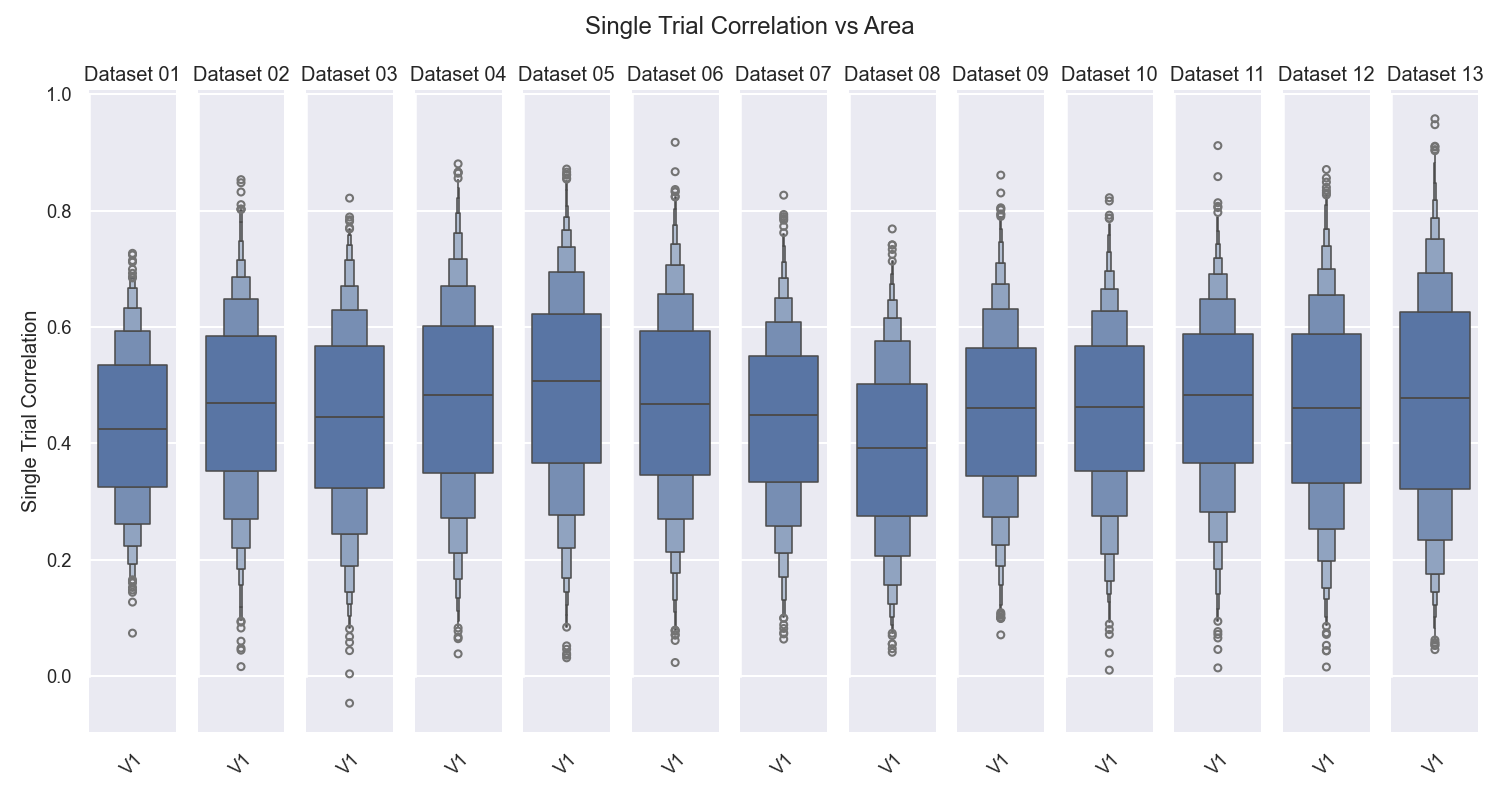 Single Trial Correlation vs Area
Dataset 01
Dataset 02
Dataset 03
Dataset 04
Dataset 05
Dataset 06
Dataset 07
Dataset 08
Dataset 09
Dataset 10
Dataset 11
Dataset 12
Dataset 13
Single Trial Correlation
1.0
0.8
0.6
0.4
0.2
0.0
V1
V1
V1
V1
V1
V1
V1
V1
V1
V1
V1
V1
V1